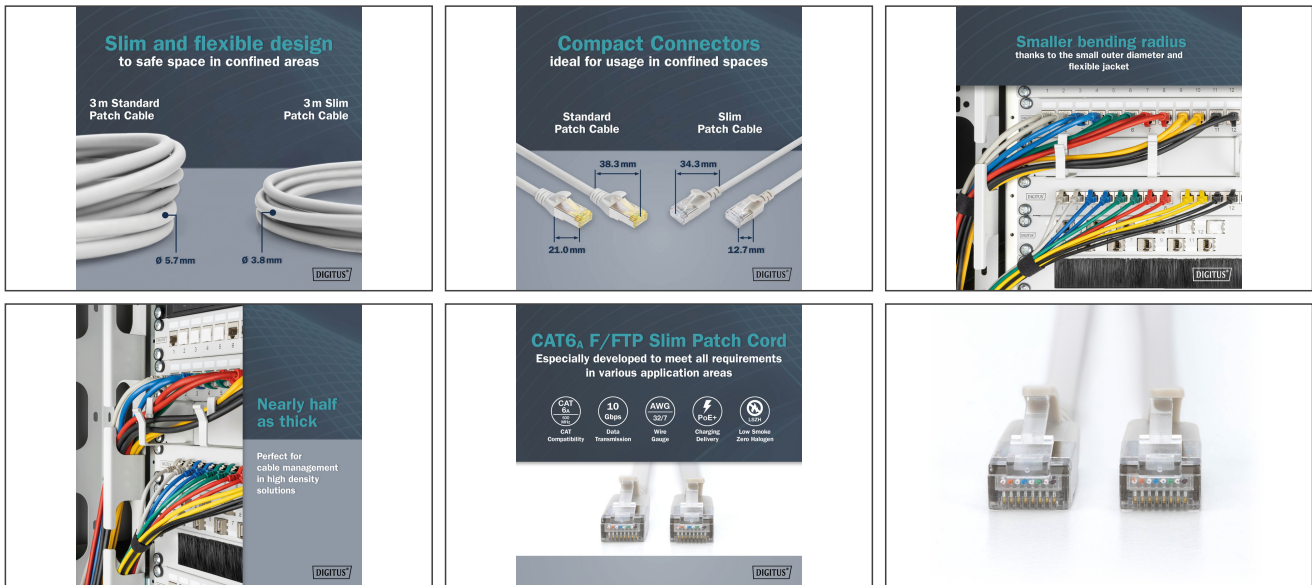 Slim and flexible design
to safe space in confined areas
3 m Standard
Patch Cable
3 m Slim
Patch Cable
Ø 5.7 mm
Ø 3.8 mm
DIGITUS®
Compact Connectors
ideal for usage in confined spaces
Standard
Patch Cable
Slim
Patch Cable
38.3 mm
34.3 mm
21.0 mm
12.7 mm
DIGITUS®
Smaller bending radius
thanks to the small outer diameter and
flexible jacket
DIGITUS®
Nearly half
as thick
Perfect for
cable management
in high density
solutions
DIGITUS®
CAT6A F/FTP Slim Patch Cord
Especially developed to meet all requirements
in various application areas
CAT
6A
500
MHz
CAT
Compatibility
10
Gbps
Data
Transmission
AWG
32/7
Wire
Gauge
PoE+
Charging
Delivery
LSZH
Low Smoke
Zero Halogen
DIGITUS®